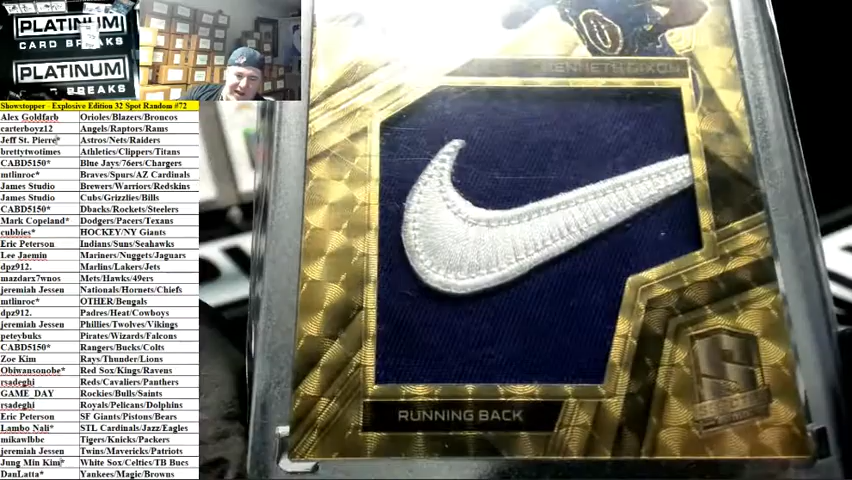 PLATINUM
CARD BREAKS
PLATINUM
BREAKS
Showstopper - Explosive Edition 32 Spot Random #72
Alex Goldfarb Orioles/Blazers/Broncos
carterboyz12 Angels/Raptors/Rams
Jeff St. Pierre* Astros/Nets/Raiders
brettytwotimes Athletics/Clippers/Titans
CABD5150* Blue Jays/76ers/Chargers
mtlinroc* Braves/Spurs/AZ Cardinals
James Studio Brewers/Warriors/Redskins
James Studio Cubs/Grizzlies/Bills
CABD5150* Dbacks/Rockets/Steelers
Mark Copeland* Dodgers/Pacers/Texans
cubbies* HOCKEY/NY Giants
Eric Peterson Indians/Suns/Seahawks
Lee Jaemin Mariners/Nuggets/Jaguars
dpz912. Marlins/Lakers/Jets
mazdarx7wnos Mets/Hawks/49ers
jeremiah Jessen Nationals/Hornets/Chiefs
mtlinroc* OTHER/Bengals
dpz912. Padres/Heat/Cowboys
jeremiah Jessen Phillies/Twolves/Vikings
peteybuks Pirates/Wizards/Falcons
CABD5150* Rangers/Bucks/Colts
Zoe Kim Rays/Thunder/Lions
Obiwansonobe* Red Sox/Kings/Ravens
rsadeghi Reds/Cavaliers/Panthers
GAME_DAY Rockies/Bulls/Saints
rsadeghi Royals/Pelicans/Dolphins
Eric Peterson SF Giants/Pistons/Bears
Lambo Nali* STL Cardinals/Jazz/Eagles
mikawlbbc Tigers/Knicks/Packers
jeremiah Jessen Twins/Mavericks/Patriots
Jung Min Kim* White Sox/Celtics/TB Bucs
DanLatta* Yankees/Magic/Browns
KENNETH DIXON
RUNNING BACK